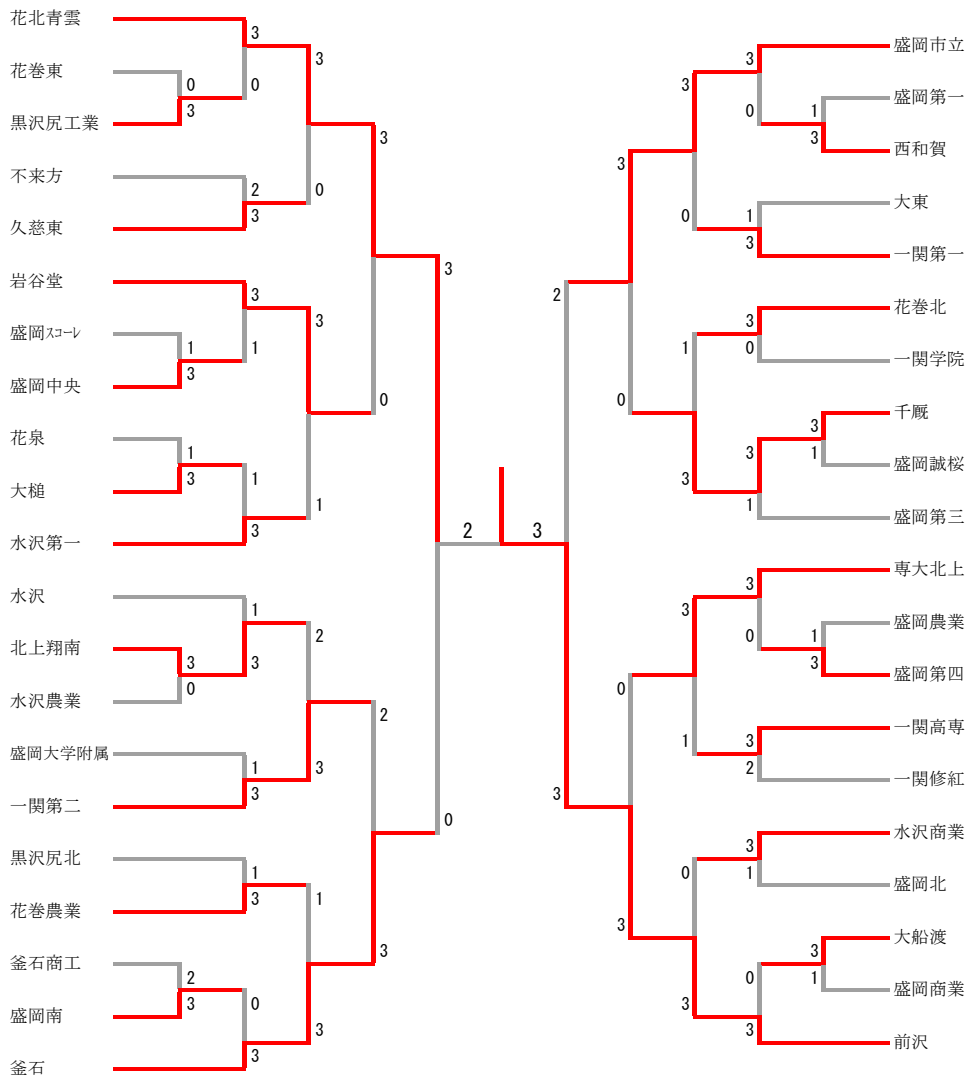 花北青雲
花巻東
黒沢尻工業
不来方
久慈東
岩谷堂
盛岡ｽｺｰﾚ
盛岡中央
花泉
大槌
水沢第一
水沢
北上翔南
水沢農業
盛岡大学附属
一関第二
黒沢尻北
花巻農業
釜石商工
盛岡南
釜石
3
0
0
3
2
3
3
1
1
3
1
3
1
3
1
3
3
0
1
3
1
3
2
3
0
3
3
0
3
1
2
3
1
3
3
0
2
3
3
0
2
3
2
3
3
0
0
3
3
0
1
3
3
1
0
3
3
0
1
3
1
3
3
0
3
1
3
1
3
0
1
3
3
2
3
1
0
3
3
1
盛岡市立
盛岡第一
西和賀
大東
一関第一
花巻北
一関学院
千厩
盛岡誠桜
盛岡第三
専大北上
盛岡農業
盛岡第四
一関高専
一関修紅
水沢商業
盛岡北
大船渡
盛岡商業
前沢